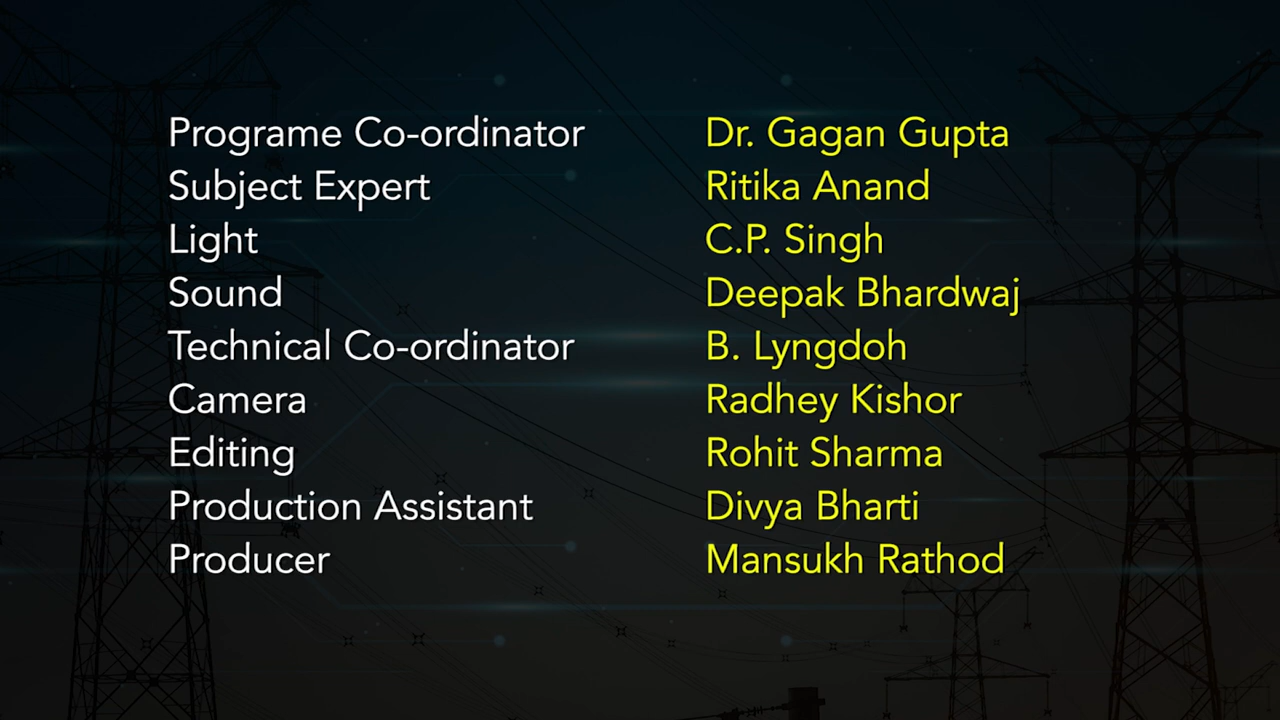 Programe Co-ordinator Dr. Gagan Gupta
Subject Expert Ritika Anand
Light C.P. Singh
Sound Deepak Bhardwaj
Technical Co-ordinator B. Lyngdoh
Camera Radhey Kishor
Editing Rohit Sharma
Production Assistant Divya Bharti
Producer Mansukh Rathod